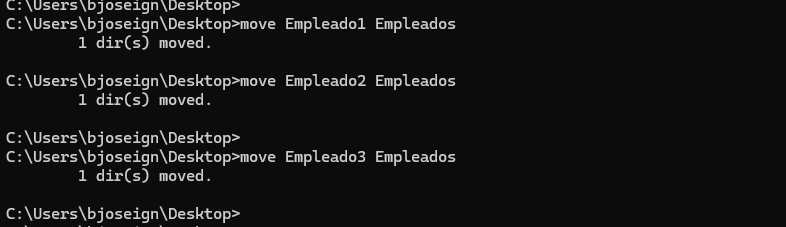 C:\Users\bjoseign\Desktop>
C:\Users\bjoseign\Desktop>move Empleado1 Empleados
        1 dir(s) moved.
C:\Users\bjoseign\Desktop>move Empleado2 Empleados
        1 dir(s) moved.
C:\Users\bjoseign\Desktop>
C:\Users\bjoseign\Desktop>move Empleado3 Empleados
        1 dir(s) moved.
C:\Users\bjoseign\Desktop>